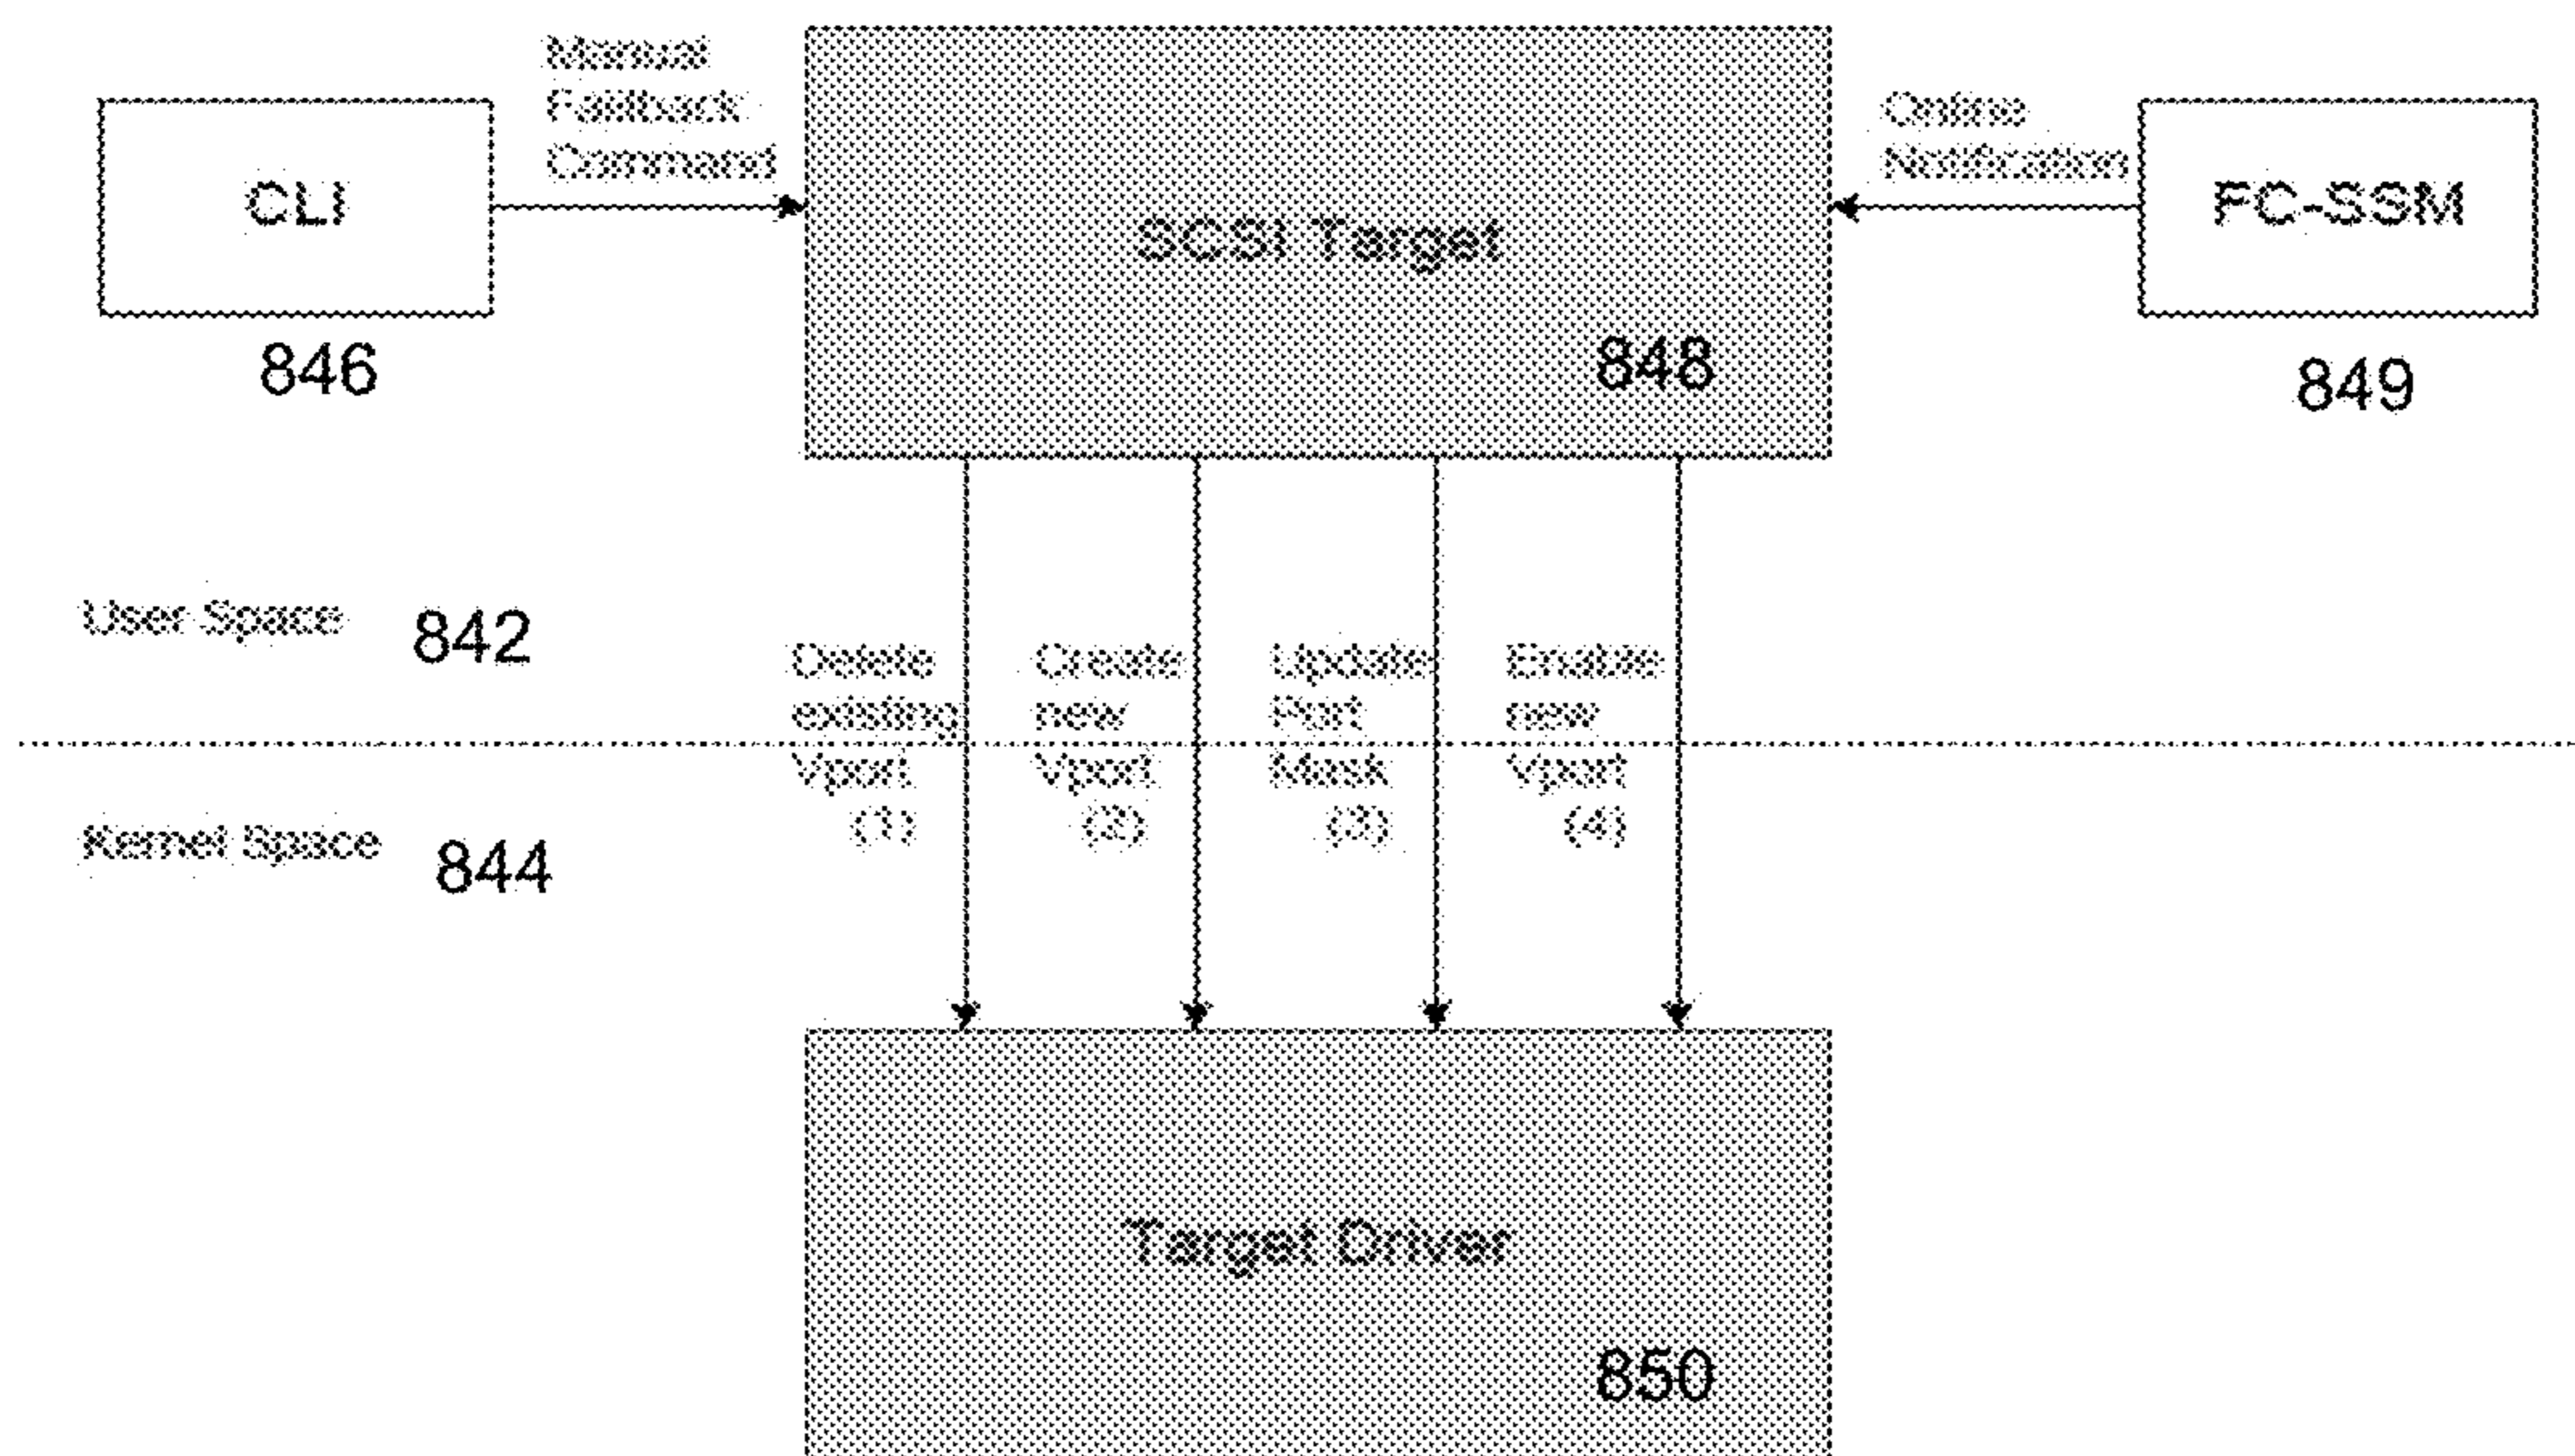 Manual
Failback
Command
CLI
846
SCSI Target
848
Online
Notification
FC-SSM
849
User Space 842
Delete
existing
Vport
(1)
Create
new
Vport
(2)
Update
Port
Mask
(3)
Enable
new
Vport
(4)
Kernel Space 844
Target Driver
850